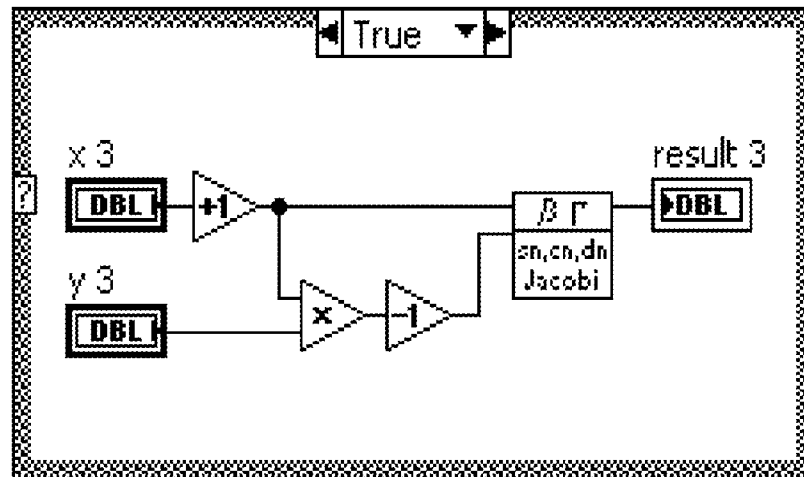 True
x 3
DBL
+1
?
β Γ
sn,cn,dn
Jacobi
result 3
DBL
y 3
DBL
x
-1